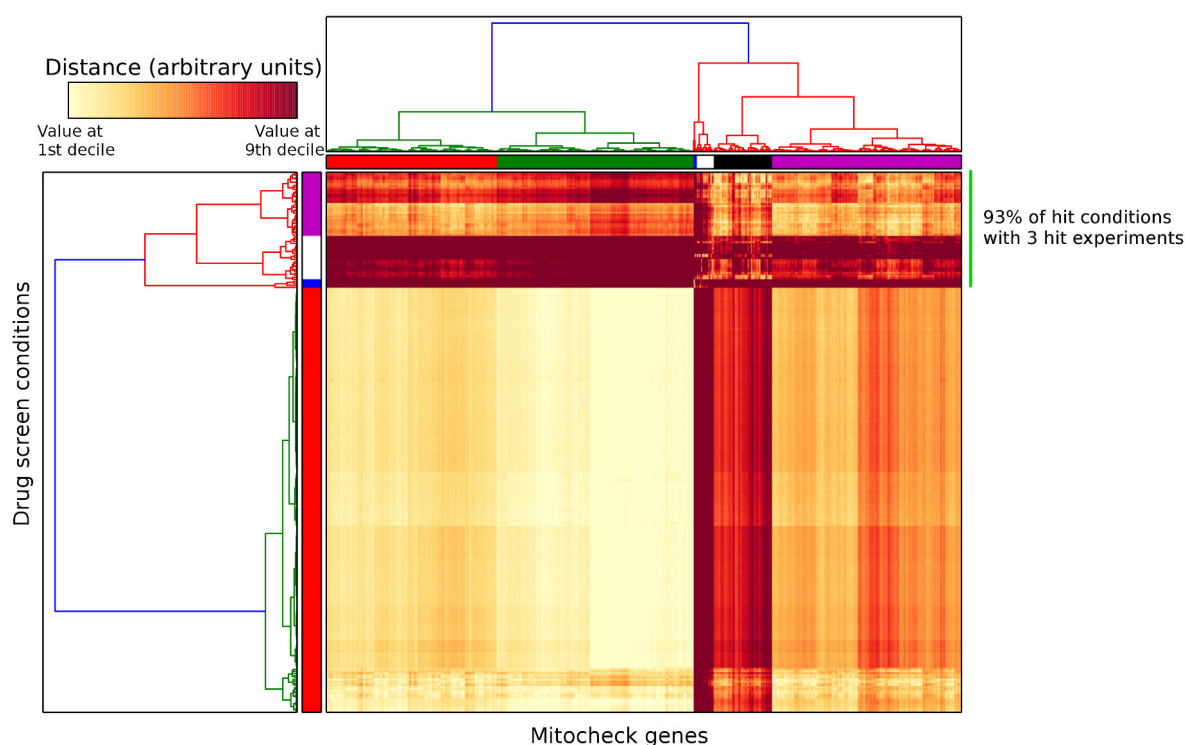 Distance (arbitrary units)
Value at
1st decile
Value at
9th decile
93% of hit conditions
with 3 hit experiments
Drug screen conditions
Mitocheck genes